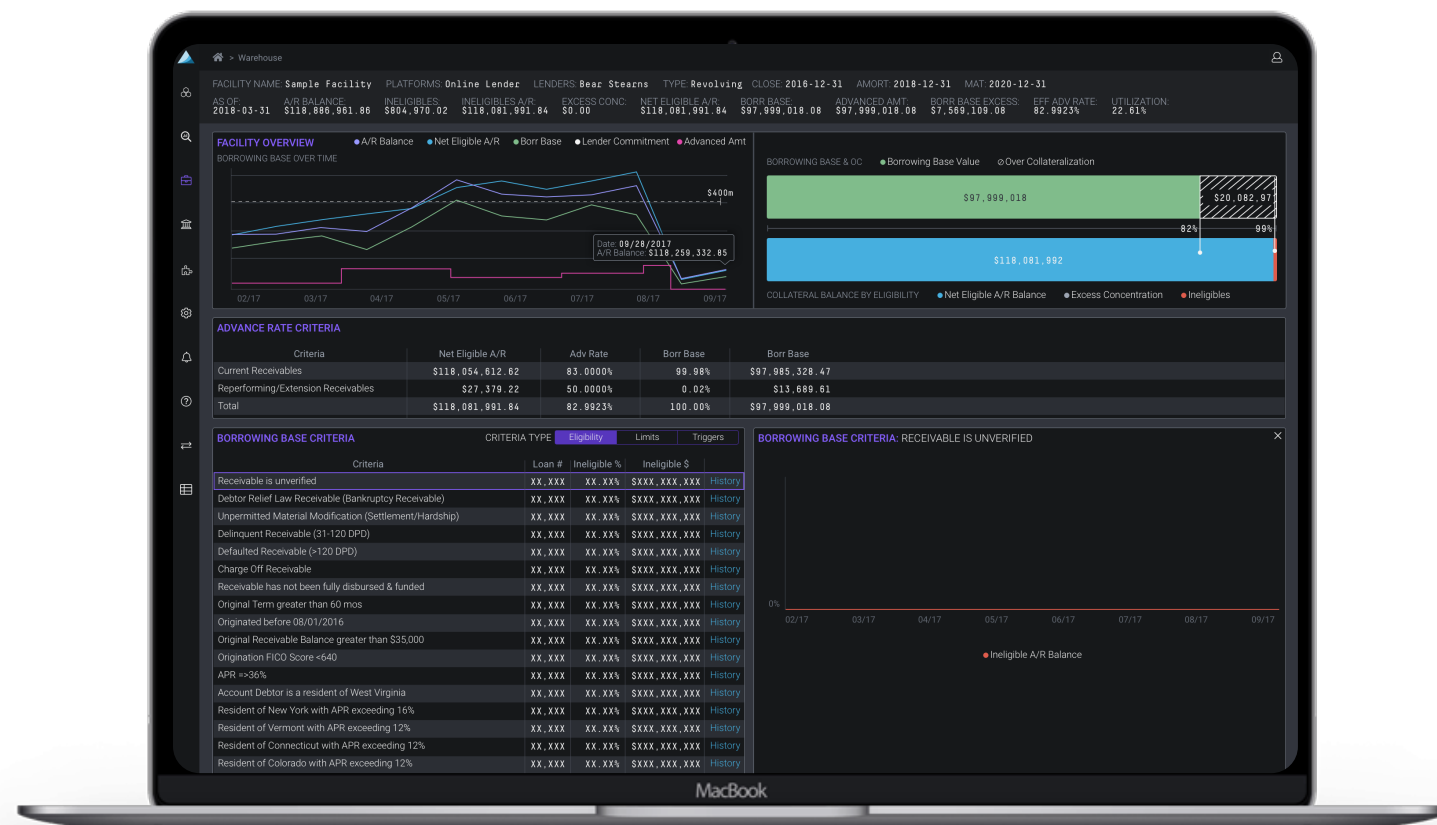 > Warehouse
FACILITY NAME: Sample Facility PLATFORMS: Online Lender LENDERS: Bear Stearns TYPE: Revolving CLOSE: 2016-12-31 AMORT: 2018-12-31 MAT: 2020-12-31
AS OF: A/R BALANCE: INELIGIBLES: INELIGIBLES A/R: EXCESS CONC: NET ELIGIBLE A/R: BORR BASE: ADVANCED AMT: BORR BASE EXCESS: EFF ADV RATE: UTILIZATION:
2018-03-31 $118,886,961.86 $804,970.02 $118,081,991.84 $0.00 $118,081,991.84 $97,999,018.08 $97,999,018.08 $7,569,109.08 82.9923% 22.61%
FACILITY OVERVIEW A/R Balance Net Eligible A/R Borr Base Lender Commitment Advanced Amt
BORROWING BASE OVER TIME
$400m
Date: 09/28/2017
A/R Balance: $118,259,332.85
02/17 03/17 04/17 05/17 06/17 07/17 08/17 09/17
BORROWING BASE & OC Borrowing Base Value Over Collateralization
$97,999,018 $20,082,97
82% 99%
$118,081,992
COLLATERAL BALANCE BY ELIGIBILITY Net Eligible A/R Balance Excess Concentration Ineligibles
ADVANCE RATE CRITERIA
Criteria Net Eligible A/R Adv Rate Borr Base Borr Base
Current Receivables $118,054,612.62 83.0000% 99.98% $97,985,328.47
Reperforming/Extension Receivables $27,379.22 50.0000% 0.02% $13,689.61
Total $118,081,991.84 82.9923% 100.00% $97,999,018.08
BORROWING BASE CRITERIA CRITERIA TYPE Eligibility Limits Triggers
Criteria Loan # Ineligible % Ineligible $
Receivable is unverified XX,XXX XX.XX% $XXX,XXX,XXX History
Debtor Relief Law Receivable (Bankruptcy Receivable) XX,XXX XX.XX% $XXX,XXX,XXX History
Unpermitted Material Modification (Settlement/Hardship) XX,XXX XX.XX% $XXX,XXX,XXX History
Delinquent Receivable (31-120 DPD) XX,XXX XX.XX% $XXX,XXX,XXX History
Defaulted Receivable (>120 DPD) XX,XXX XX.XX% $XXX,XXX,XXX History
Charge Off Receivable XX,XXX XX.XX% $XXX,XXX,XXX History
Receivable has not been fully disbursed & funded XX,XXX XX.XX% $XXX,XXX,XXX History
Original Term greater than 60 mos XX,XXX XX.XX% $XXX,XXX,XXX History
Originated before 08/01/2016 XX,XXX XX.XX% $XXX,XXX,XXX History
Original Receivable Balance greater than $35,000 XX,XXX XX.XX% $XXX,XXX,XXX History
Origination FICO Score <640 XX,XXX XX.XX% $XXX,XXX,XXX History
APR =>36% XX,XXX XX.XX% $XXX,XXX,XXX History
Account Debtor is a resident of West Virginia XX,XXX XX.XX% $XXX,XXX,XXX History
Resident of New York with APR exceeding 16% XX,XXX XX.XX% $XXX,XXX,XXX History
Resident of Vermont with APR exceeding 12% XX,XXX XX.XX% $XXX,XXX,XXX History
Resident of Connecticut with APR exceeding 12% XX,XXX XX.XX% $XXX,XXX,XXX History
Resident of Colorado with APR exceeding 12% XX,XXX XX.XX% $XXX,XXX,XXX History
BORROWING BASE CRITERIA: RECEIVABLE IS UNVERIFIED
0%
02/17 03/17 04/17 05/17 06/17 07/17 08/17 09/17
Ineligible A/R Balance
MacBook